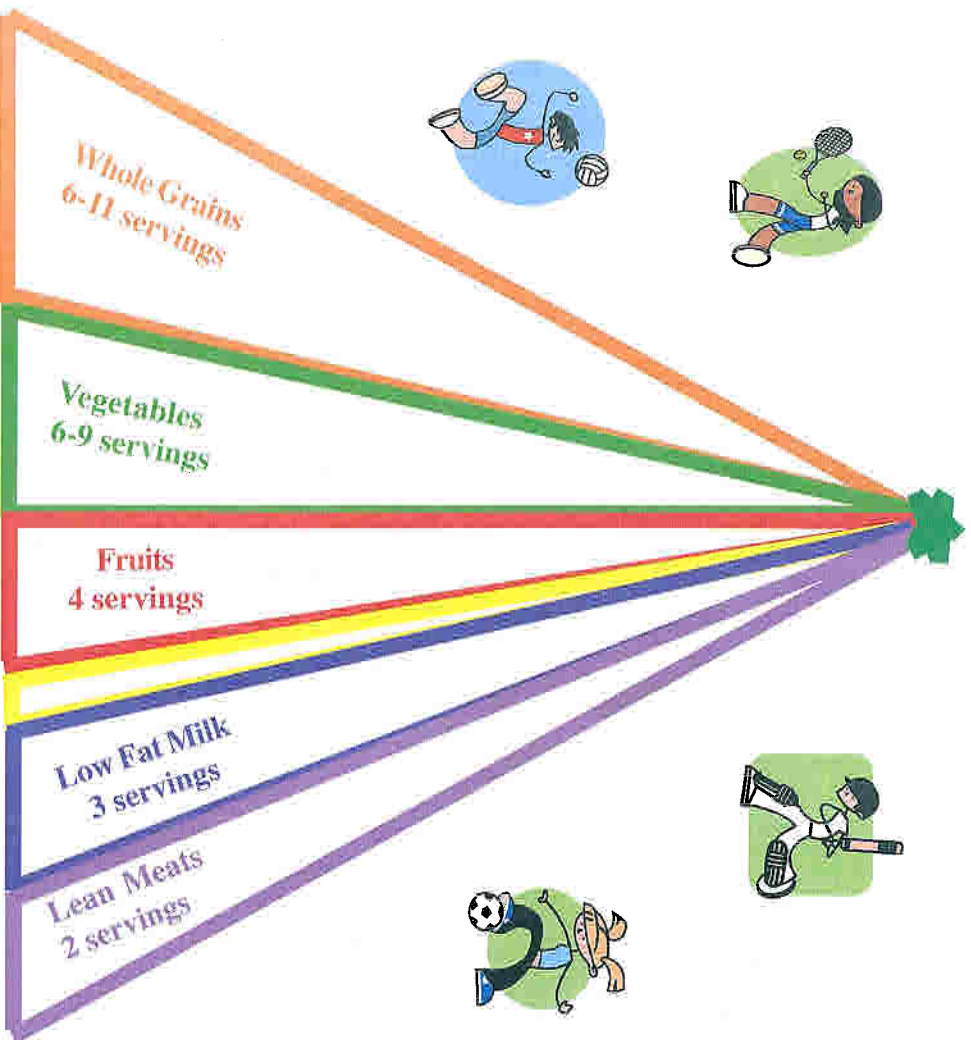 Whole Grains
6-11 servings
Vegetables
6-9 servings
Fruits
4 servings
Low Fat Milk
3 servings
Lean Meats
2 servings